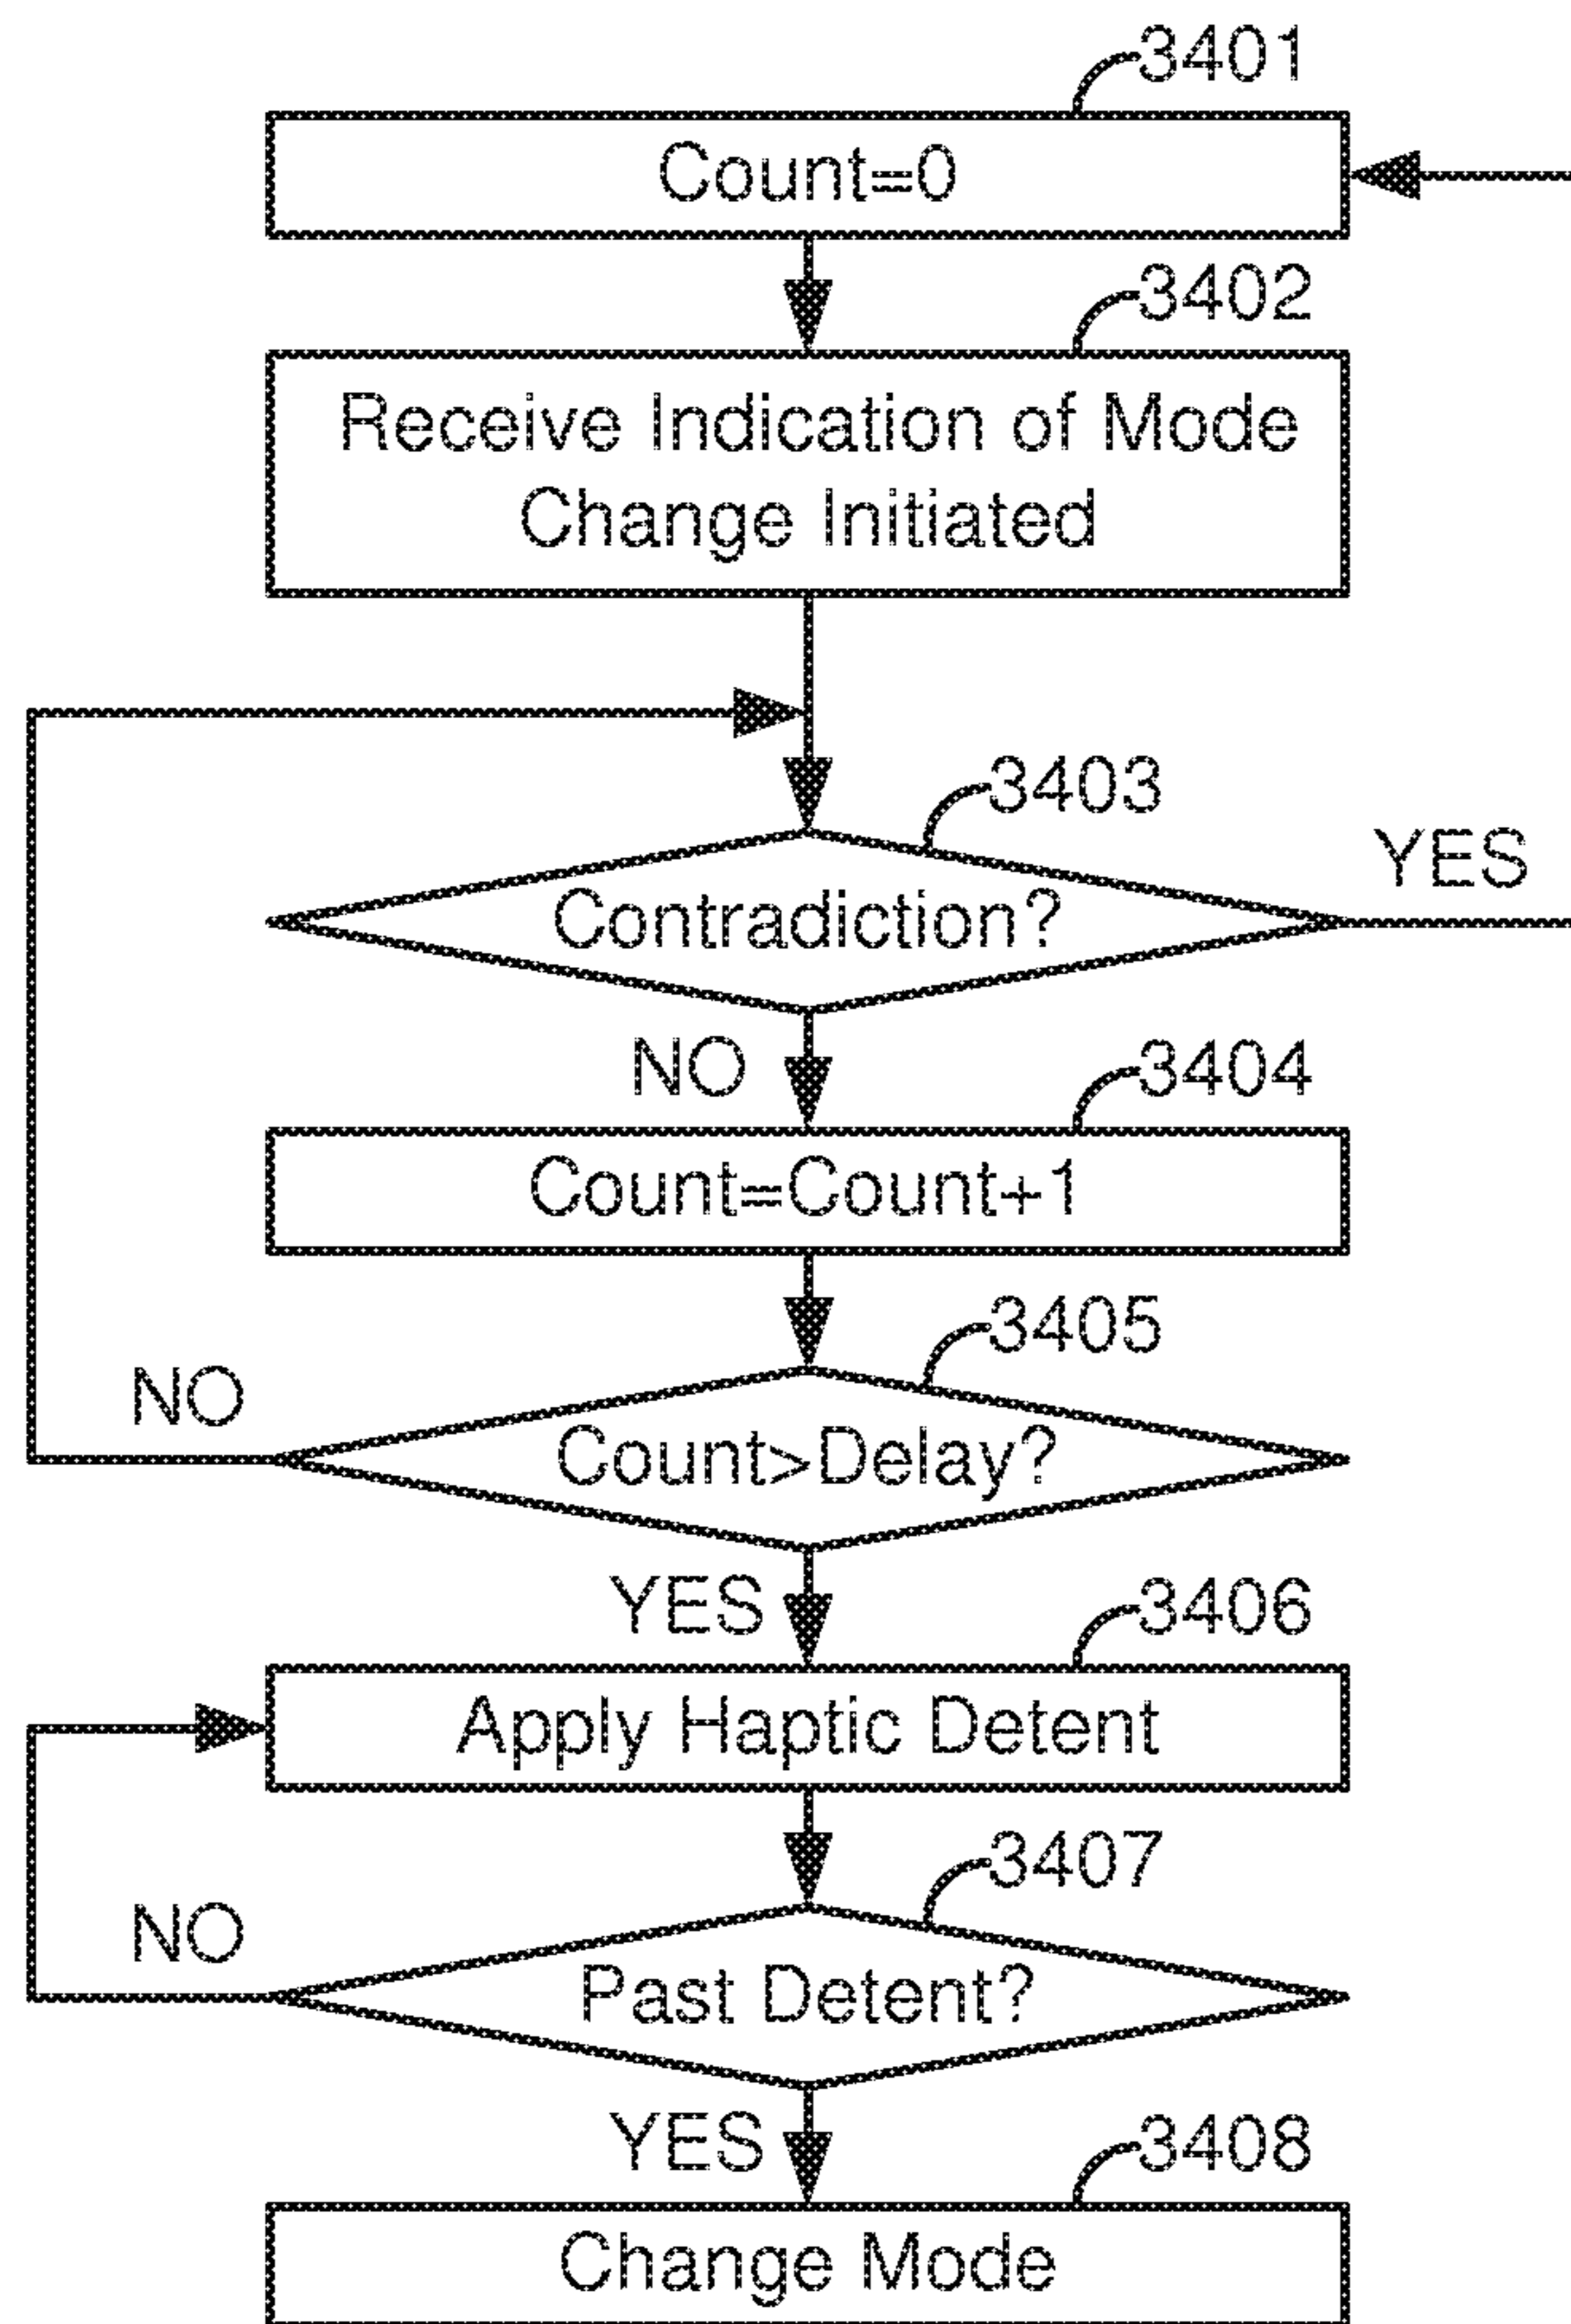 3401
Count=0
3402
Receive Indication of Mode
Change Initiated
3403
YES
Contradiction?
NO
3404
Count=Count+1
3405
NO
Count>Delay?
YES
3406
Apply Haptic Detent
3407
NO
Past Detent?
YES
3408
Change Mode